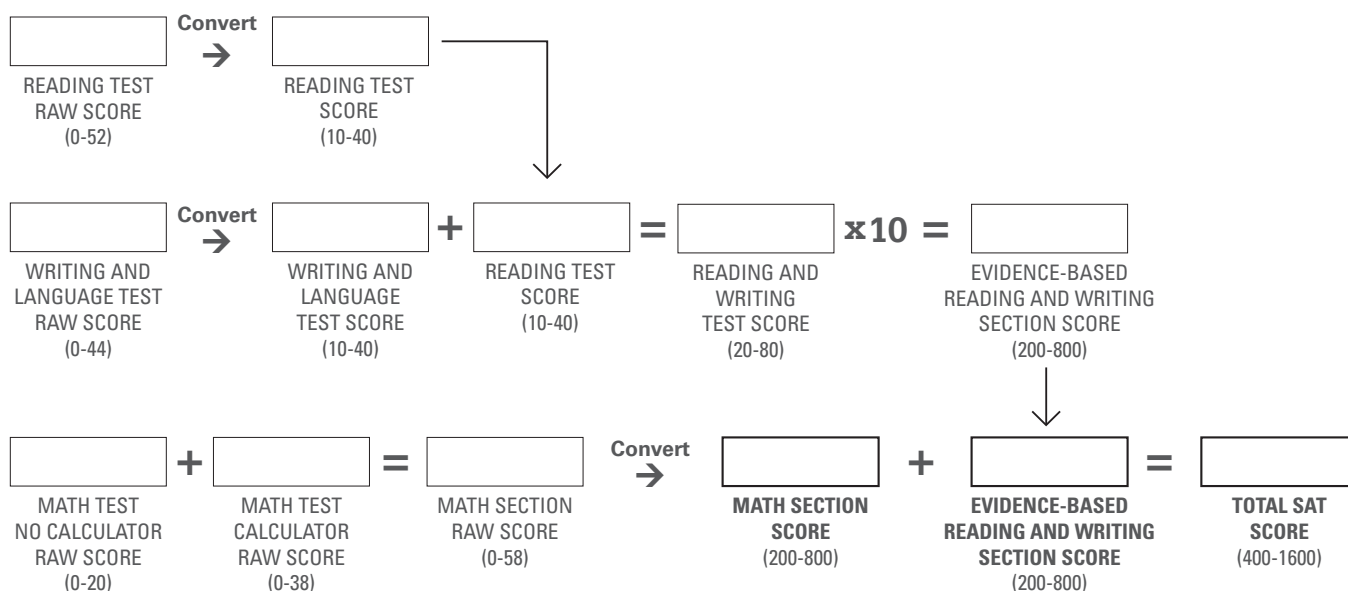 Convert
→
READING TEST
RAW SCORE
(0-52)
READING TEST
SCORE
(10-40)
Convert
→
+
=
x10 =
WRITING AND
LANGUAGE TEST
RAW SCORE
(0-44)
WRITING AND
LANGUAGE
TEST SCORE
(10-40)
READING TEST
SCORE
(10-40)
READING AND
WRITING
TEST SCORE
(20-80)
EVIDENCE-BASED
READING AND WRITING
SECTION SCORE
(200-800)
+
=
Convert
→
+
=
MATH TEST
NO CALCULATOR
RAW SCORE
(0-20)
MATH TEST
CALCULATOR
RAW SCORE
(0-38)
MATH SECTION
RAW SCORE
(0-58)
MATH SECTION
SCORE
(200-800)
EVIDENCE-BASED
READING AND WRITING
SECTION SCORE
(200-800)
TOTAL SAT
SCORE
(400-1600)